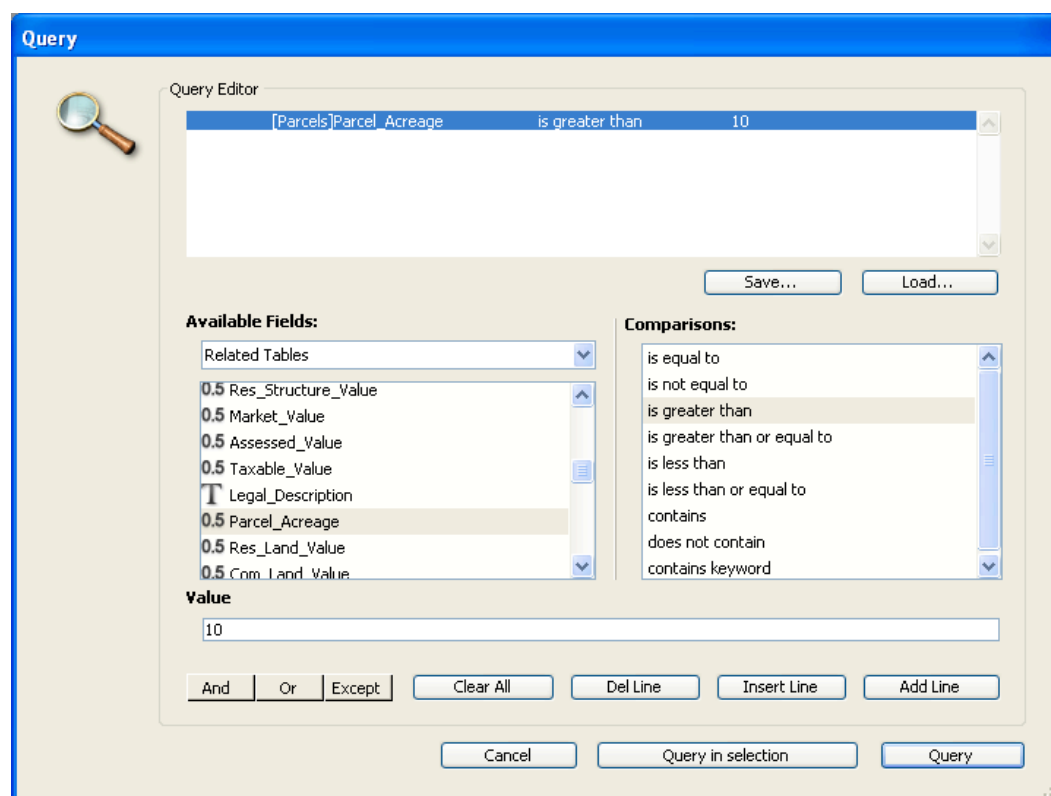 Query
Query Editor
[Parcels]Parcel_Acreage is greater than 10
Save... Load...
Available Fields:
Related Tables
0.5 Res_Structure_Value
0.5 Market_Value
0.5 Assessed_Value
0.5 Taxable_Value
T Legal_Description
0.5 Parcel_Acreage
0.5 Res_Land_Value
0.5 Com_Land_Value
Comparisons:
is equal to
is not equal to
is greater than
is greater than or equal to
is less than
is less than or equal to
contains
does not contain
contains keyword
Value
10
And Or Except Clear All Del Line Insert Line Add Line
Cancel Query in selection Query